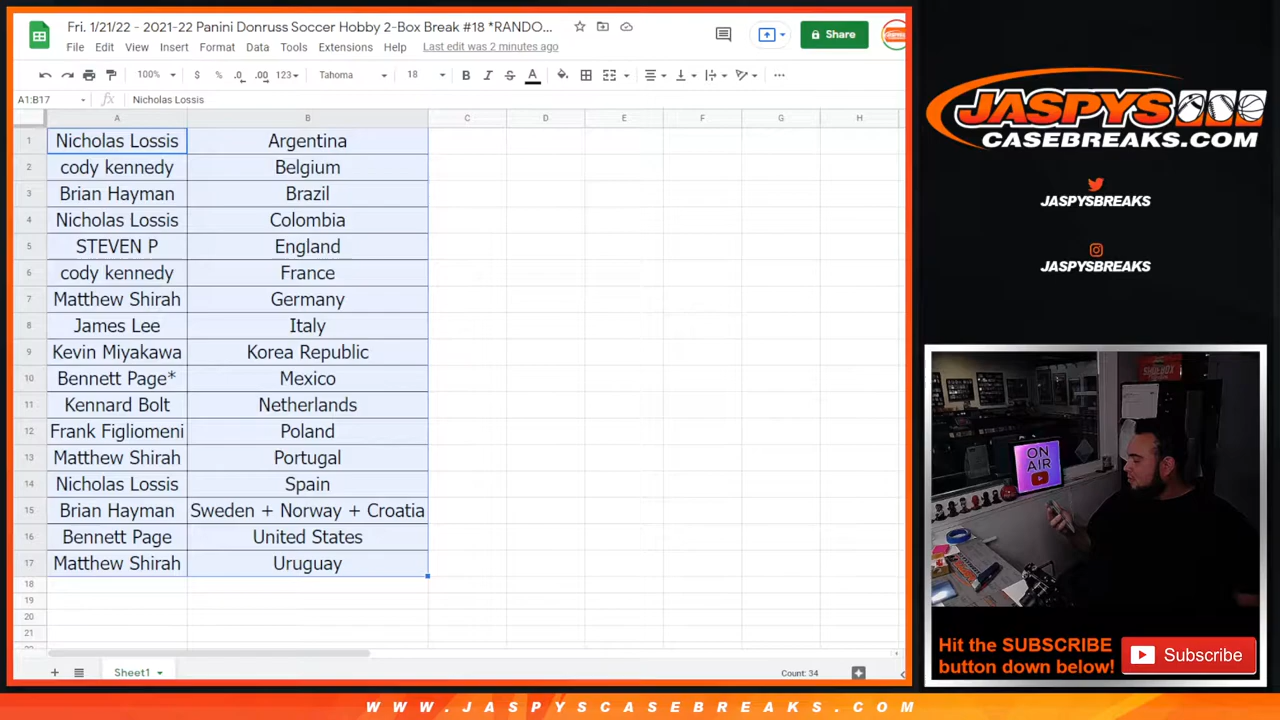 Fri. 1/21/22 - 2021-22 Panini Donruss Soccer Hobby 2-Box Break #18 *RANDO...
File Edit View Insert Format Data Tools Extensions Help Last edit was 2 minutes ago
Share
100% $ % .0 .00 123 Tahoma 18 B I S A
A1:B17 fx Nicholas Lossis
A B C D E F G H
1 Nicholas Lossis Argentina
2 cody kennedy Belgium
3 Brian Hayman Brazil
4 Nicholas Lossis Colombia
5 STEVEN P England
6 cody kennedy France
7 Matthew Shirah Germany
8 James Lee Italy
9 Kevin Miyakawa Korea Republic
10 Bennett Page* Mexico
11 Kennard Bolt Netherlands
12 Frank Figliomeni Poland
13 Matthew Shirah Portugal
14 Nicholas Lossis Spain
15 Brian Hayman Sweden + Norway + Croatia
16 Bennett Page United States
17 Matthew Shirah Uruguay
18
19
20
21
Sheet1
Count: 34
JASPYS
CASEBREAKS.COM
JASPYSBREAKS
JASPYSBREAKS
ON
AIR
Hit the SUBSCRIBE
button down below!
Subscribe
WWW.JASPYSCASEBREAKS.COM